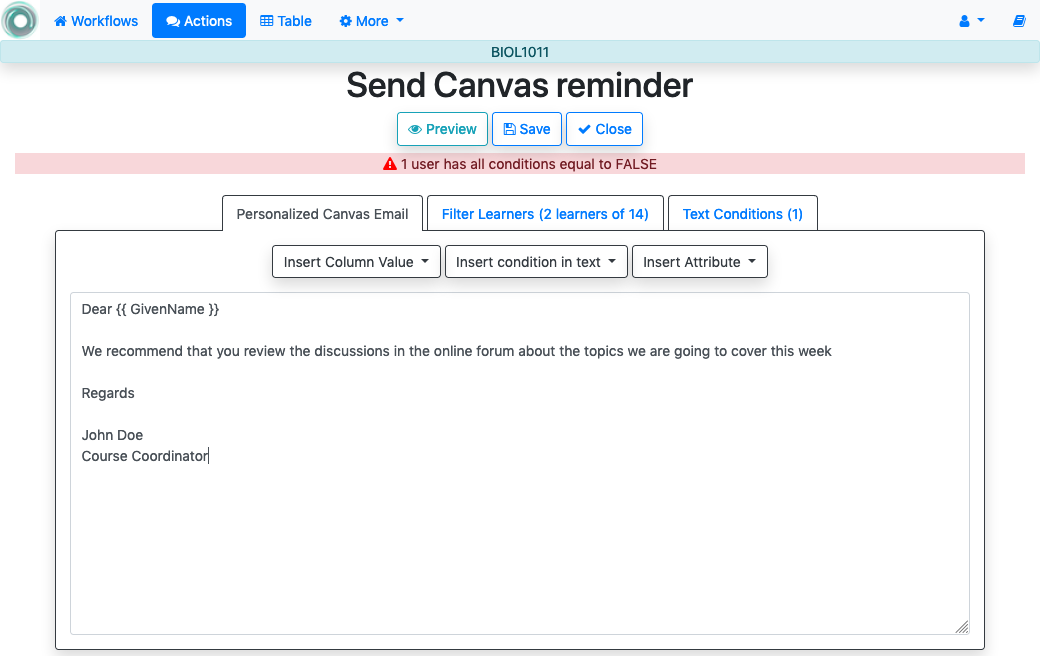 Workflows Actions Table More
BIOL1011
Send Canvas reminder
Preview Save Close
1 user has all conditions equal to FALSE
Personalized Canvas Email Filter Learners (2 learners of 14) Text Conditions (1)
Insert Column Value Insert condition in text Insert Attribute
Dear {{ GivenName }}
We recommend that you review the discussions in the online forum about the topics we are going to cover this week
Regards
John Doe
Course Coordinator